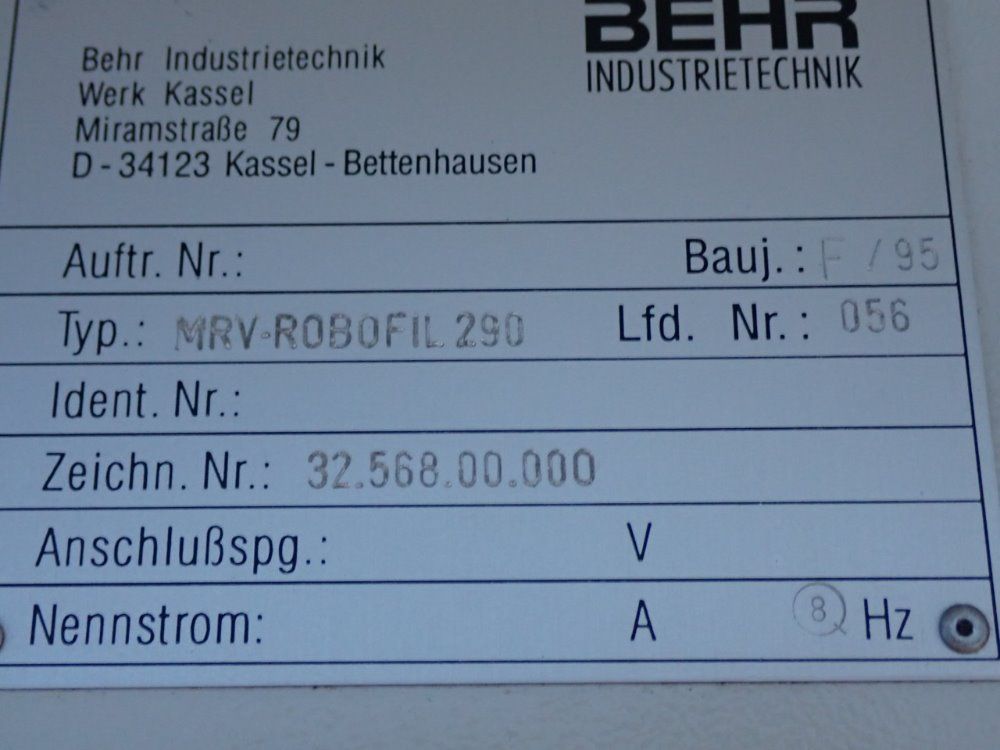 BEHR
INDUSTRIETECHNIK
Behr Industrietechnik
Werk Kassel
Miramstraße 79
D - 34123 Kassel - Bettenhausen
Auftr. Nr.: Bauj.: F / 95
Typ.: MRV-ROBOFIL 290 Lfd. Nr.: 056
Ident. Nr.:
Zeichn. Nr.: 32.568.00.000
Anschlußspg.: V
Nennstrom: A 8 Hz